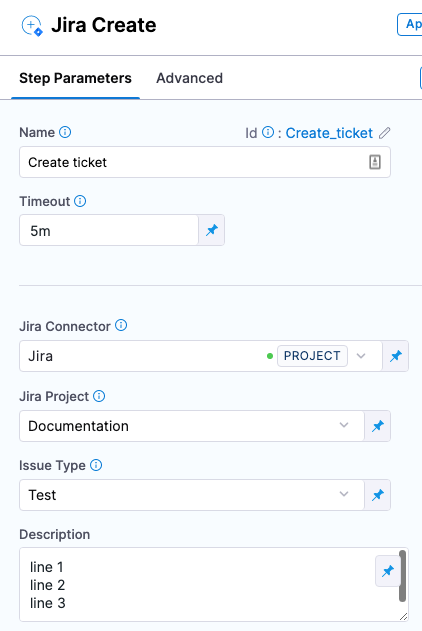 Jira Create
Ap
Step Parameters Advanced
Name Id : Create_ticket
Create ticket
Timeout
5m
Jira Connector
Jira PROJECT
Jira Project
Documentation
Issue Type
Test
Description
line 1
line 2
line 3